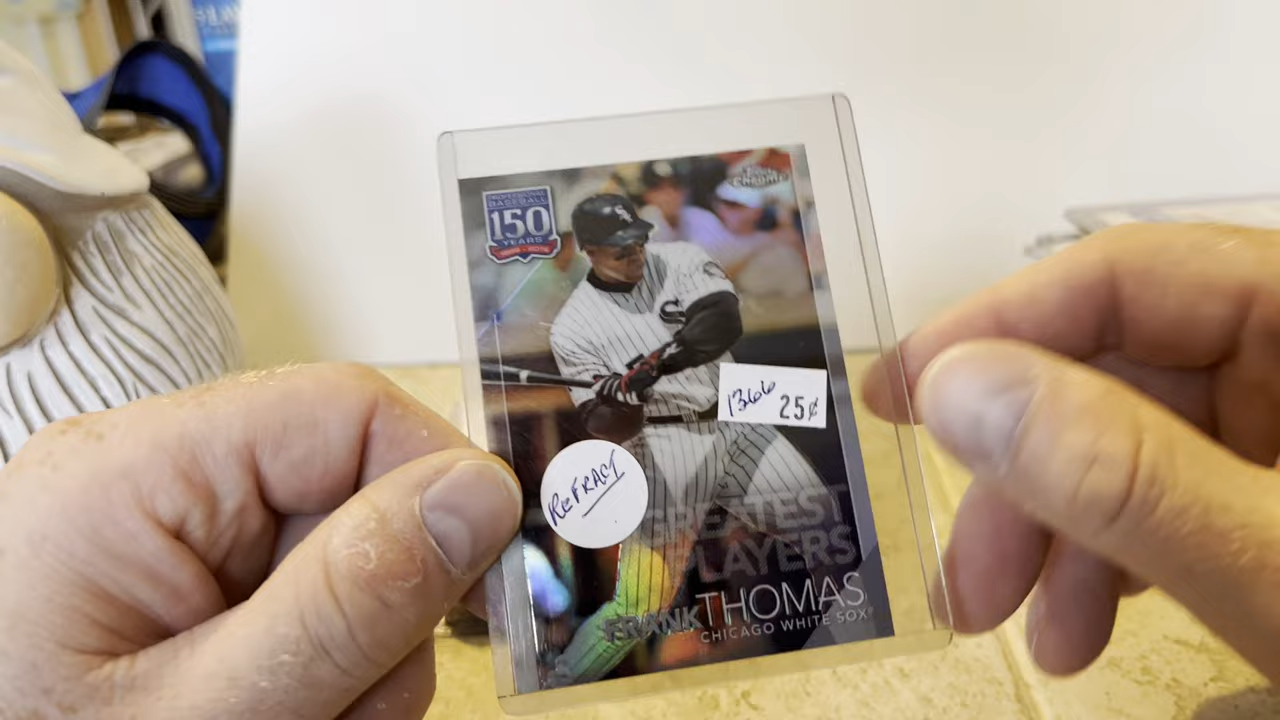 PROFESSIONAL
BASEBALL
150
YEARS
Topps
Chrome
1366 25¢
REFRACT
GREATEST
PLAYERS
FRANK THOMAS
CHICAGO WHITE SOX